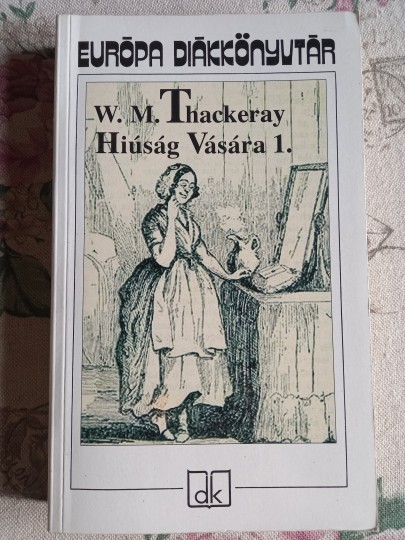 EURÓPA DIÁKKÖNYVTÁR
W. M. Thackeray
Hiúság Vására 1.
dk